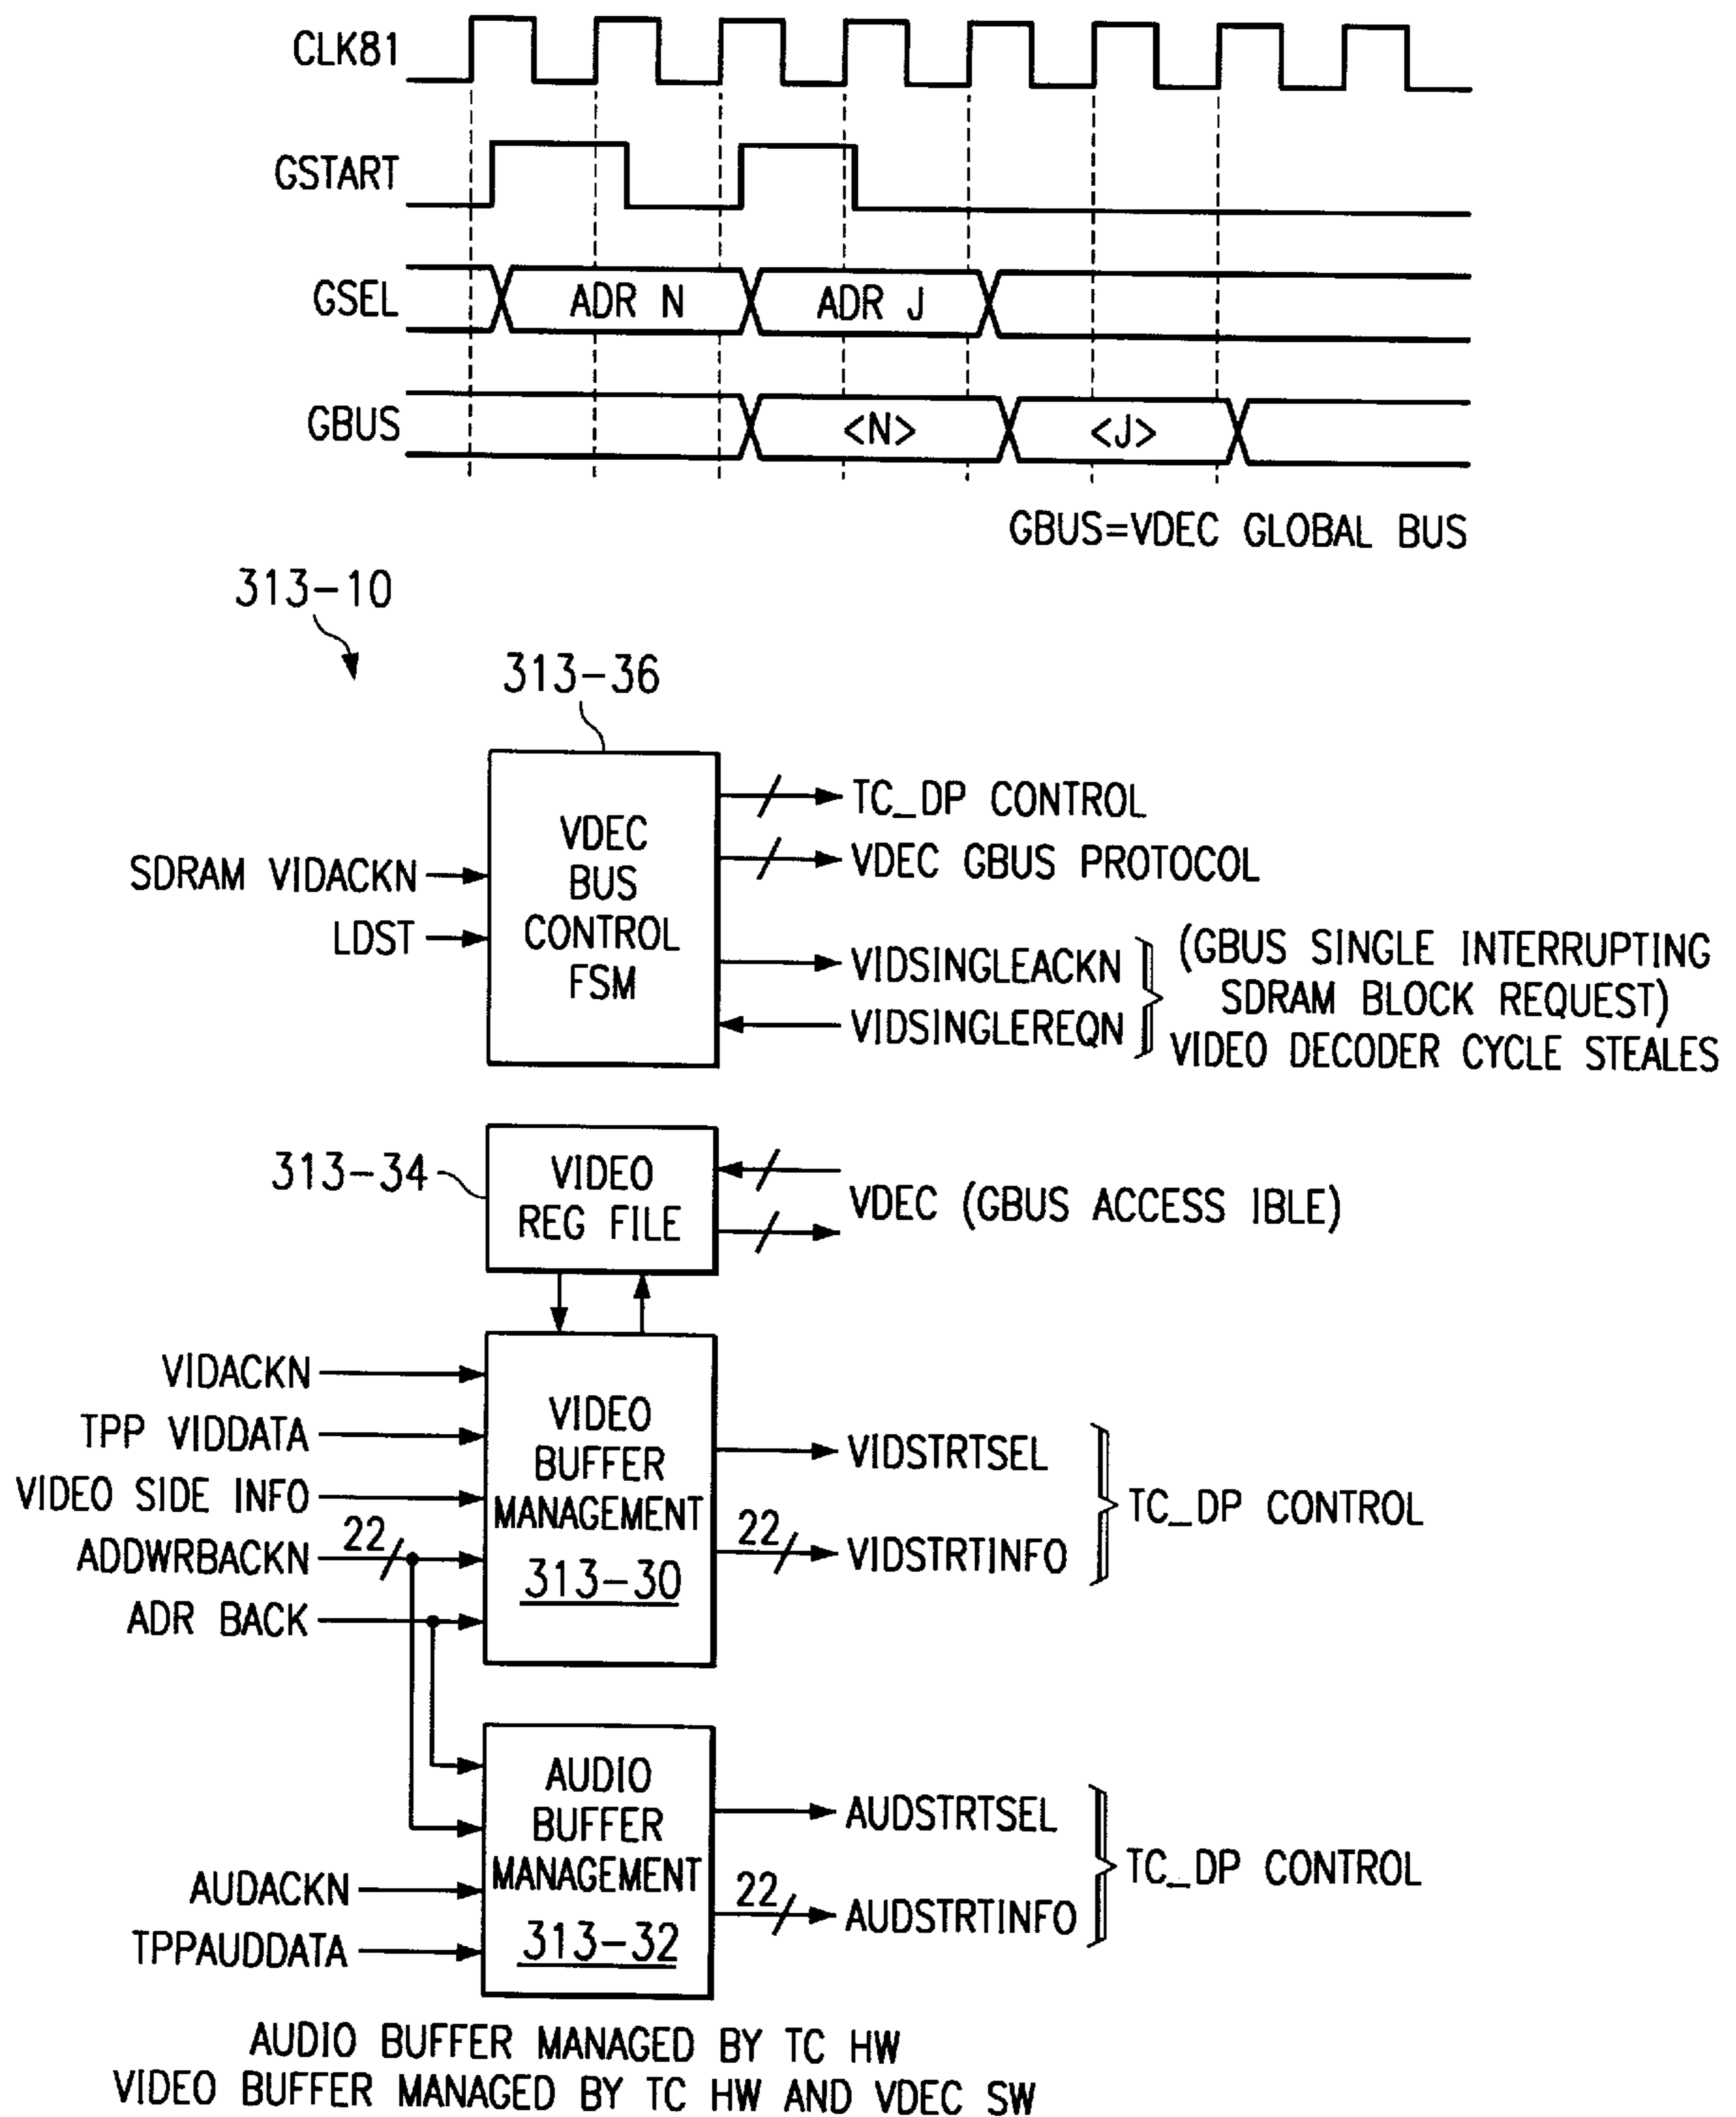 CLK81
GSTART
GSEL
ADR N
ADR J
GBUS
<N>
<J>
GBUS=VDEC GLOBAL BUS
313-10
313-36
VDEC
BUS
CONTROL
FSM
SDRAM VIDACKN
LDST
TC_DP CONTROL
VDEC GBUS PROTOCOL
VIDSINGLEACKN
VIDSINGLEREQN
(GBUS SINGLE INTERRUPTING
SDRAM BLOCK REQUEST)
VIDEO DECODER CYCLE STEALES
313-34
VIDEO
REG FILE
VDEC (GBUS ACCESS IBLE)
VIDACKN
TPP VIDDATA
VIDEO SIDE INFO
ADDWRBACKN
22
ADR BACK
VIDEO
BUFFER
MANAGEMENT
313-30
VIDSTRTSEL
22
VIDSTRTINFO
TC_DP CONTROL
AUDIO
BUFFER
MANAGEMENT
313-32
AUDACKN
TPPAUDDATA
AUDSTRTSEL
22
AUDSTRTINFO
TC_DP CONTROL
AUDIO BUFFER MANAGED BY TC HW
VIDEO BUFFER MANAGED BY TC HW AND VDEC SW